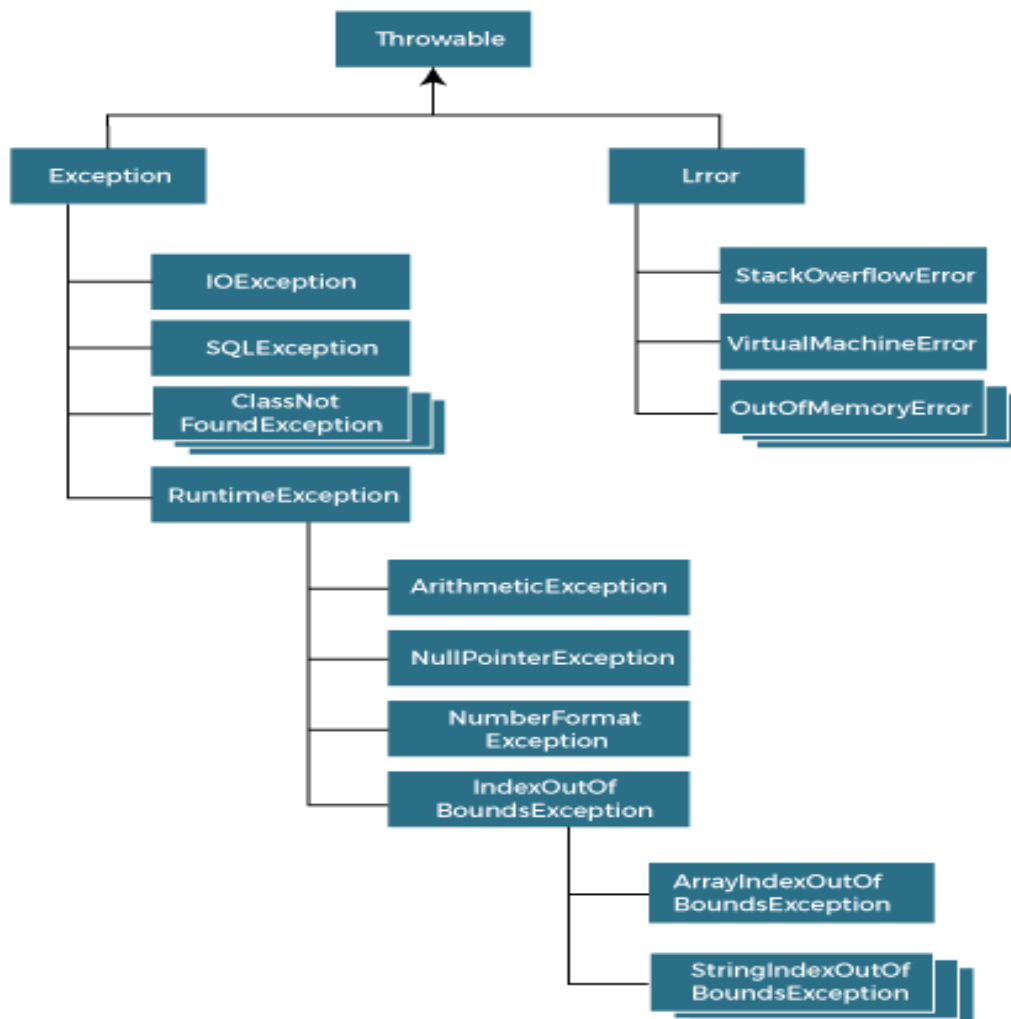 Throwable
Exception
Lrror
IOException
StackOverflowError
SQLException
VirtualMachineError
ClassNot
FoundException
OutOfMemoryError
RuntimeException
ArithmeticException
NullPointerException
NumberFormat
Exception
IndexOutOf
BoundsException
ArrayIndexOutOf
BoundsException
StringIndexOutOf
BoundsException